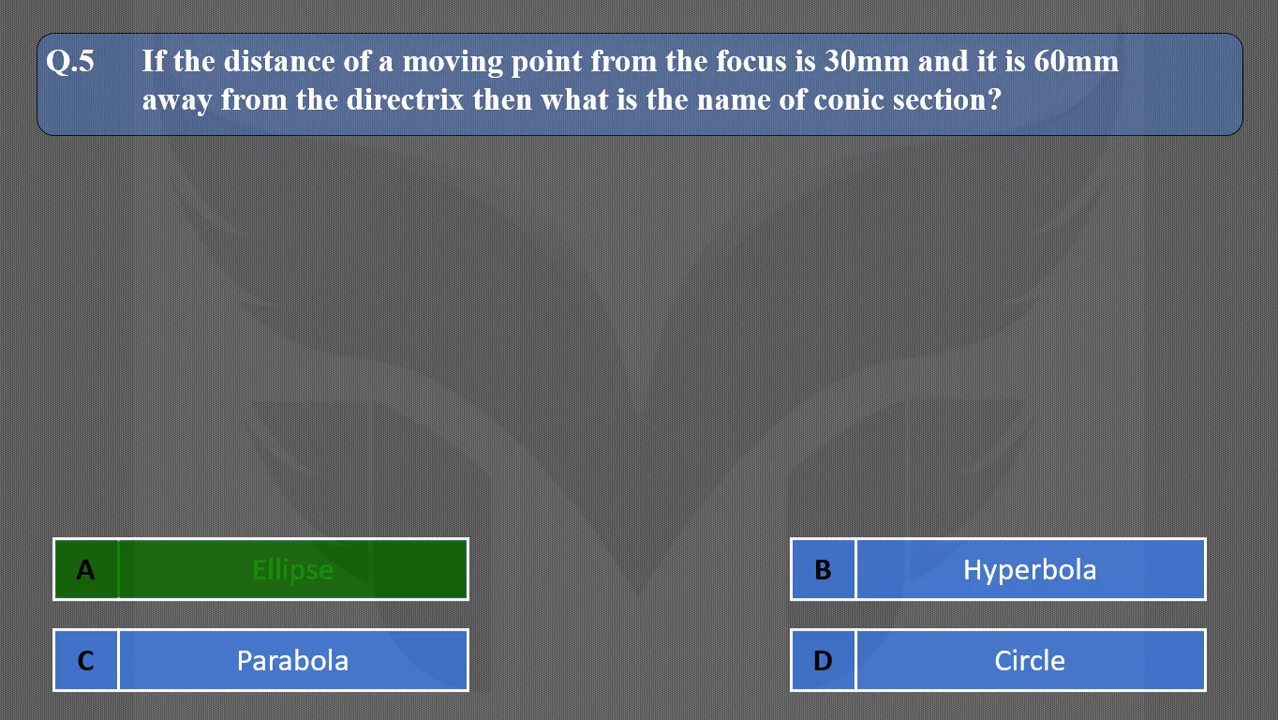 Q.5 If the distance of a moving point from the focus is 30mm and it is 60mm
away from the directrix then what is the name of conic section?
A Ellipse
B Hyperbola
C Parabola
D Circle